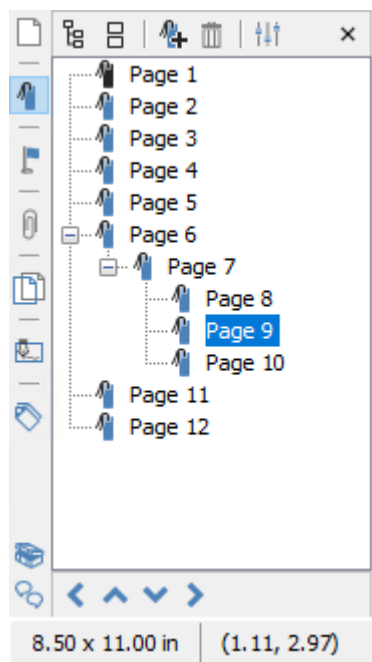 Page 1
Page 2
Page 3
Page 4
Page 5
Page 6
Page 7
Page 8
Page 9
Page 10
Page 11
Page 12
8.50 x 11.00 in (1.11, 2.97)